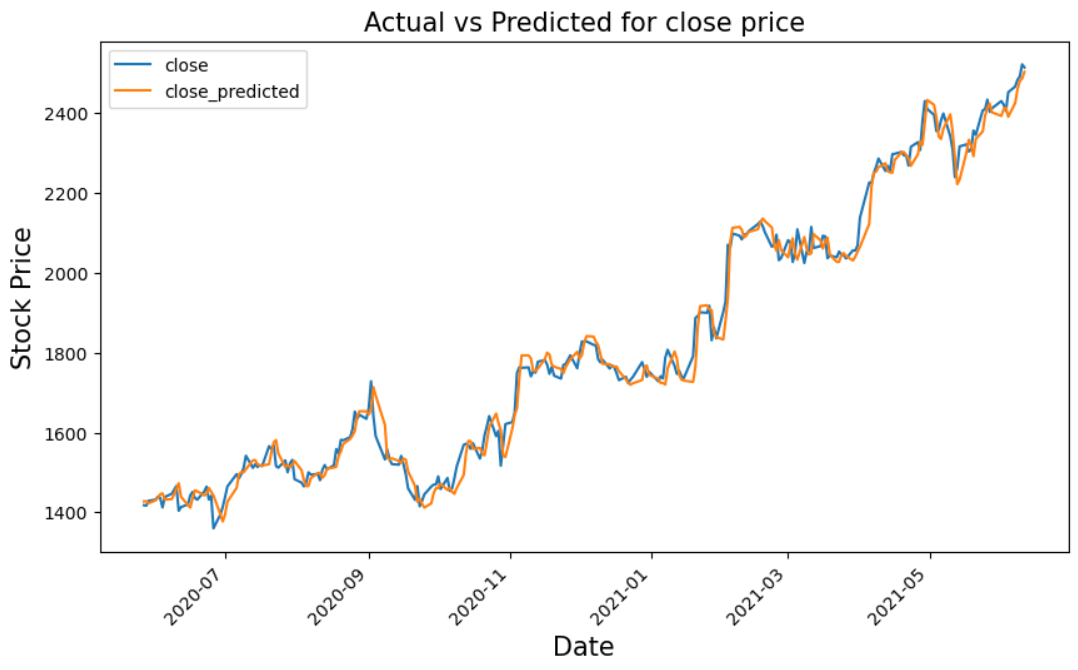 Actual vs Predicted for close price
close
close_predicted
Stock Price
2400
2200
2000
1800
1600
1400
2020-07
2020-09
2020-11
2021-01
2021-03
2021-05
Date